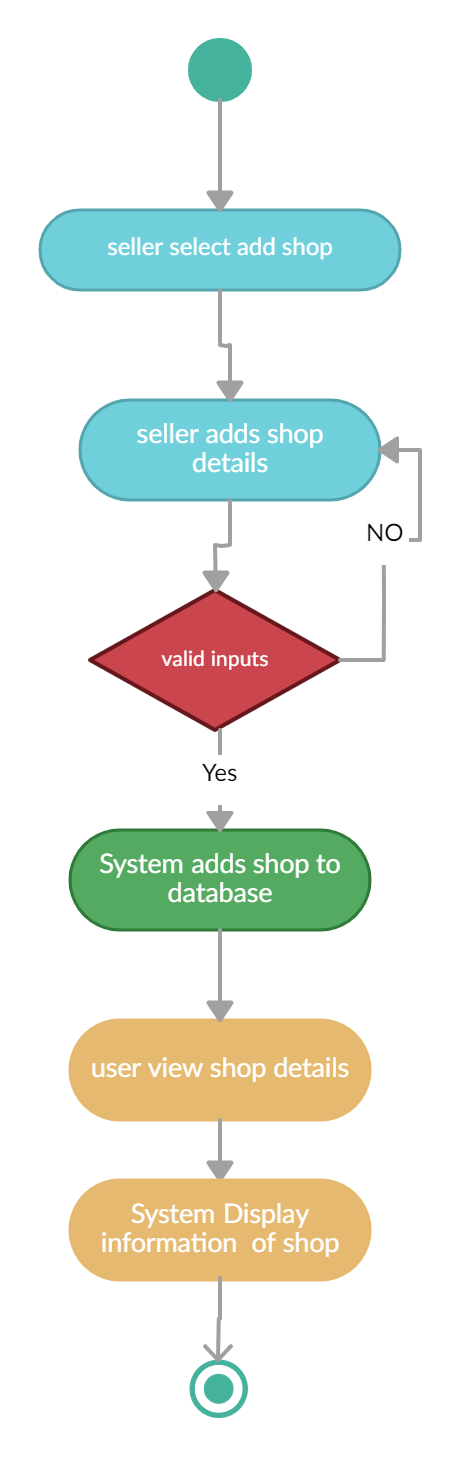 seller select add shop
seller adds shop
details
NO
valid inputs
Yes
System adds shop to
database
user view shop details
System Display
information  of shop